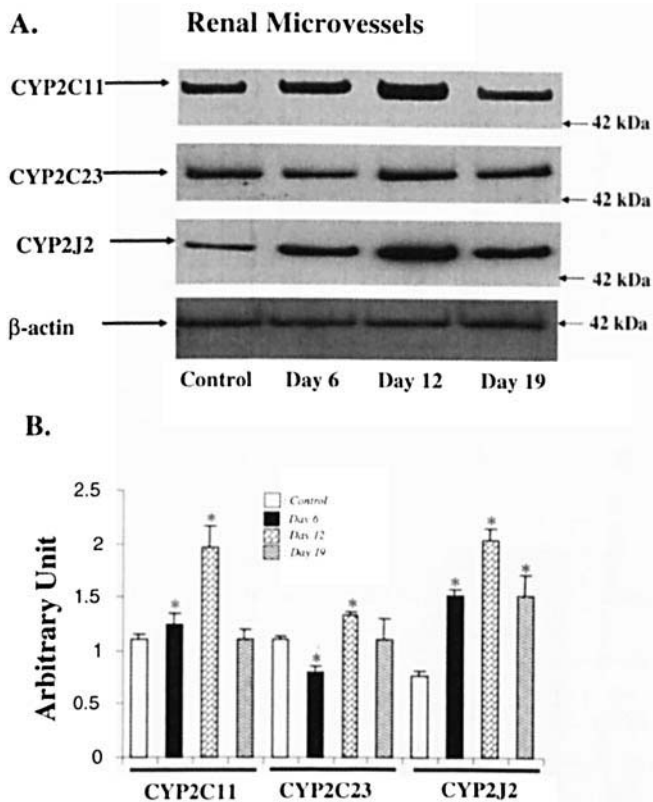 A. Renal Microvessels
CYP2C11
42 kDa
CYP2C23
42 kDa
CYP2J2
42 kDa
β-actin 42 kDa
Control Day 6 Day 12 Day 19
B.
2.5
2
1.5
1
0.5
0
Arbitrary Unit
Control
Day 6
Day 12
Day 19
* * * * * * *
CYP2C11 CYP2C23 CYP2J2